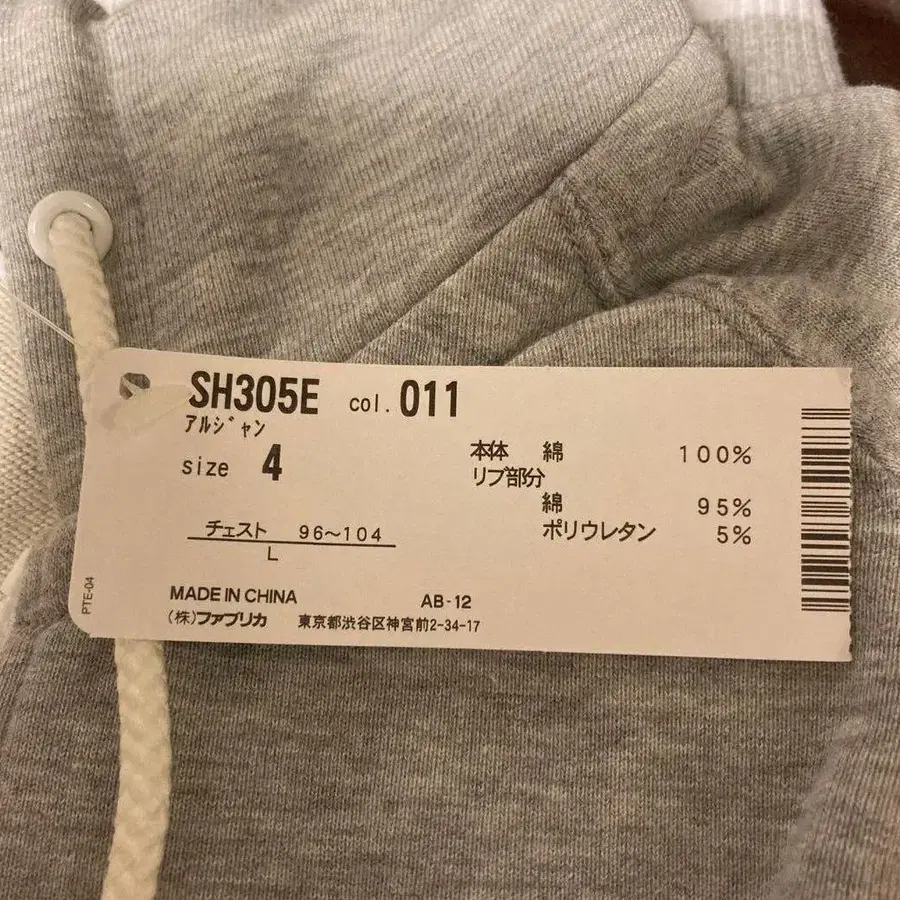 SH305E col. 011
アルジャン
size 4
本体 綿 100%
リブ部分
綿 95%
ポリウレタン 5%
チェスト 96~104
L
MADE IN CHINA AB-12
(株)ファブリカ 東京都渋谷区神宮前2-34-17
PTE-04